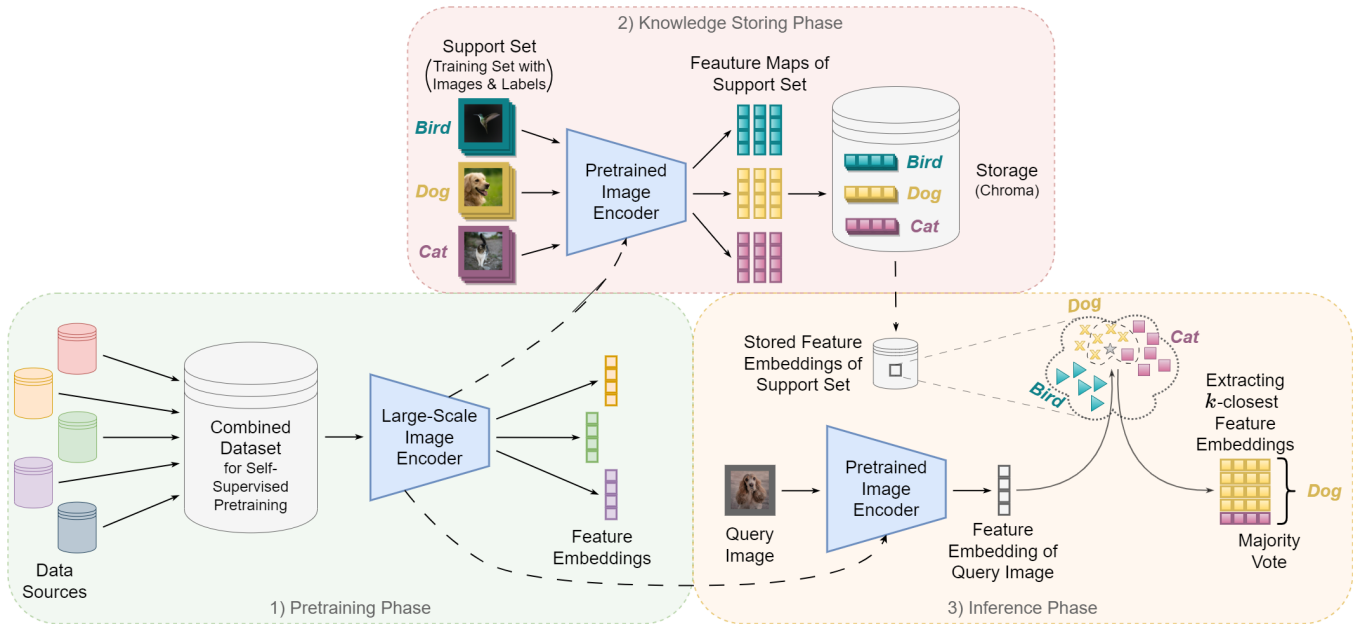 2) Knowledge Storing Phase
Support Set
(Training Set with
Images & Labels)
Bird
Dog
Cat
Pretrained
Image
Encoder
Feauture Maps of
Support Set
Bird
Dog
Cat
Storage
(Chroma)
Data
Sources
Combined
Dataset
for Self-
Supervised
Pretraining
Large-Scale
Image
Encoder
Feature
Embeddings
1) Pretraining Phase
Stored Feature
Embeddings of
Support Set
Dog
Cat
Bird
Query
Image
Pretrained
Image
Encoder
Feature
Embedding of
Query Image
Extracting
k-closest
Feature
Embeddings
Dog
Majority
Vote
3) Inference Phase